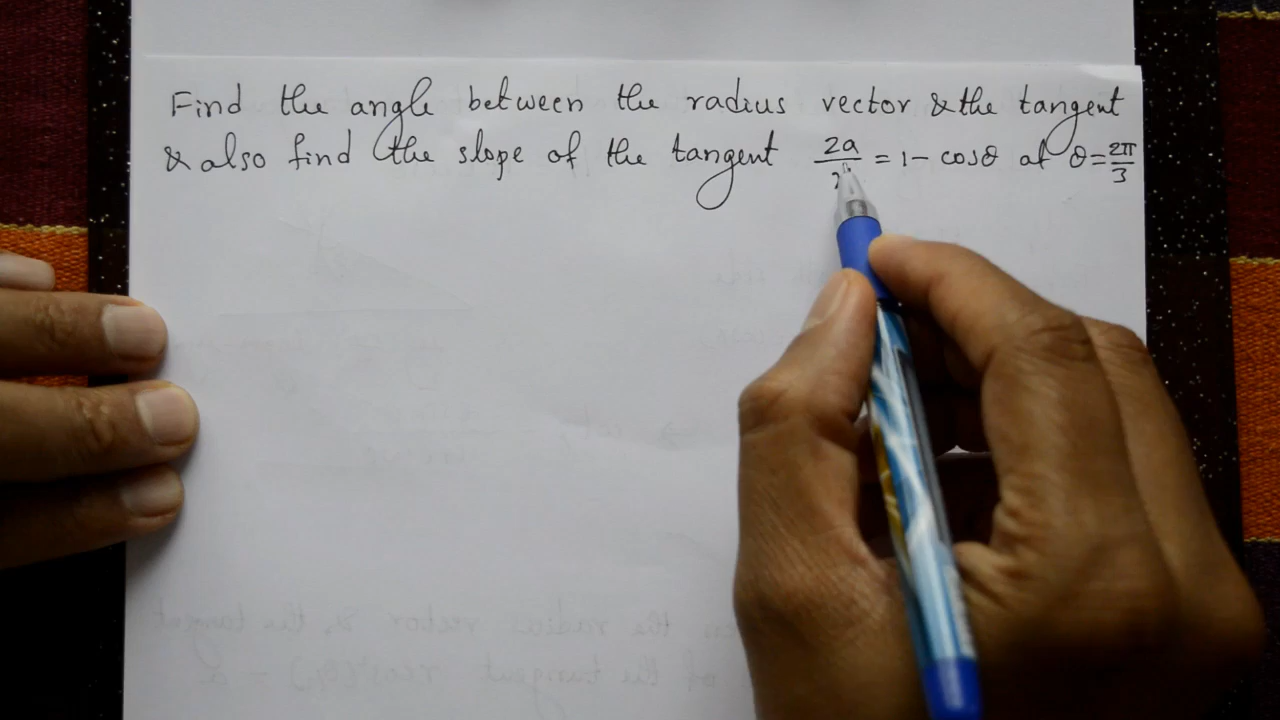 Find the angle between the radius vector & the tangent
& also find the slope of the tangent 2a/r = 1 - cosθ at θ = 2π/3